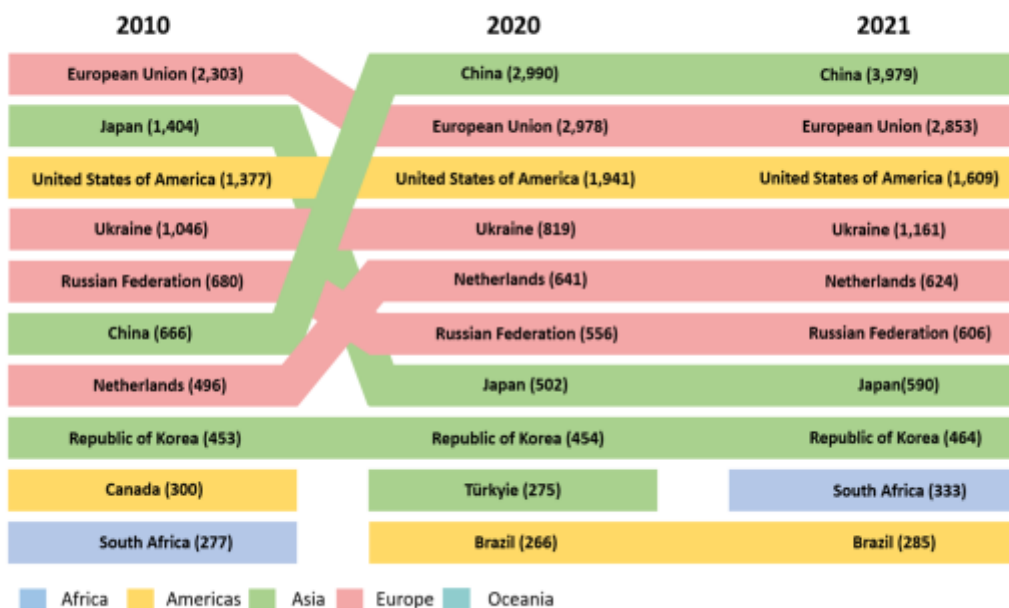 2010 2020 2021
European Union (2,303) China (2,990) China (3,979)
Japan (1,404) European Union (2,978) European Union (2,853)
United States of America (1,377) United States of America (1,941) United States of America (1,609)
Ukraine (1,046) Ukraine (819) Ukraine (1,161)
Russian Federation (680) Netherlands (641) Netherlands (624)
China (666) Russian Federation (556) Russian Federation (606)
Netherlands (496) Japan (502) Japan(590)
Republic of Korea (453) Republic of Korea (454) Republic of Korea (464)
Canada (300) Türkyie (275) South Africa (333)
South Africa (277) Brazil (266) Brazil (285)
Africa Americas Asia Europe Oceania